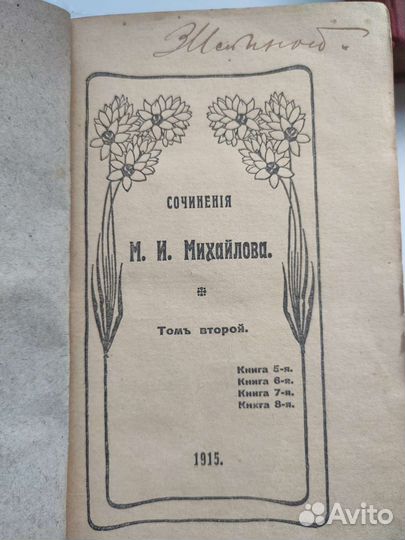 СОЧИНЕНІЯ
М. И. Михайлова.
Томъ второй.
Книга 5-я.
Книга 6-я.
Книга 7-я.
Книга 8-я.
1915.
Avito